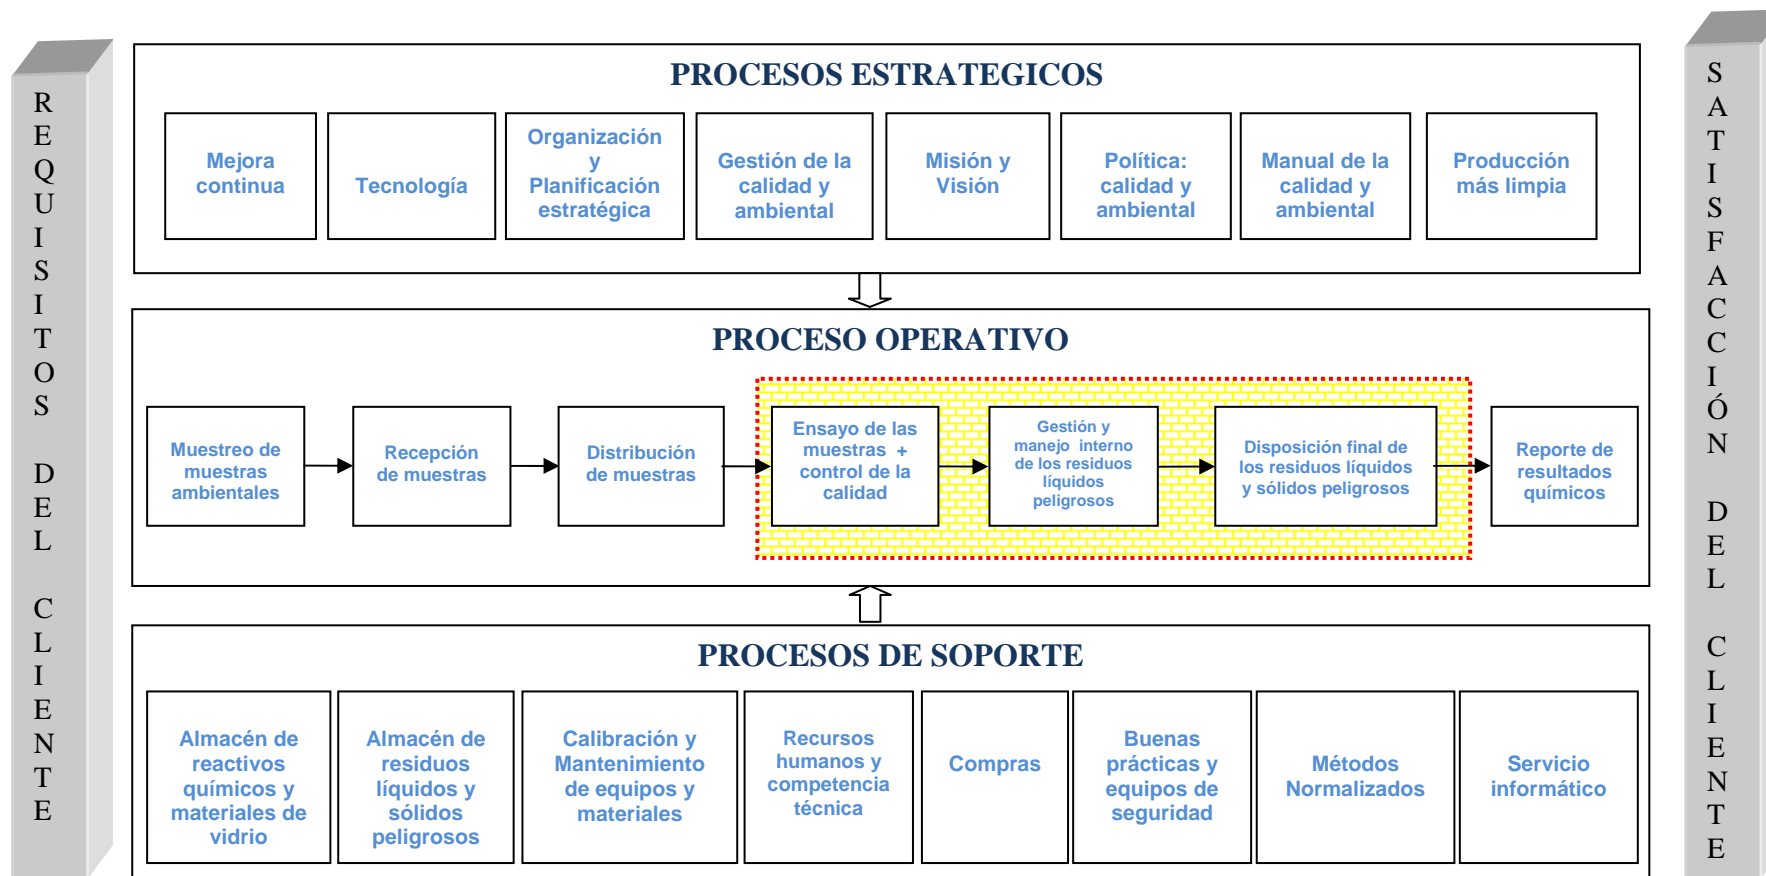 REQUISITOS DEL CLIENTE
PROCESOS ESTRATEGICOS
Mejora
continua
Tecnología
Organización
y
Planificación
estratégica
Gestión de la
calidad y
ambiental
Misión y
Visión
Política:
calidad y
ambiental
Manual de la
calidad y
ambiental
Producción
más limpia
PROCESO OPERATIVO
Muestreo de
muestras
ambientales
Recepción
de muestras
Distribución
de muestras
Ensayo de las
muestras +
control de la
calidad
Gestión y
manejo interno
de los residuos
líquidos
peligrosos
Disposición final de
los residuos líquidos
y sólidos peligrosos
Reporte de
resultados
químicos
PROCESOS DE SOPORTE
Almacén de
reactivos
químicos y
materiales de
vidrio
Almacén de
residuos
líquidos y
sólidos
peligrosos
Calibración y
Mantenimiento
de equipos y
materiales
Recursos
humanos y
competencia
técnica
Compras
Buenas
prácticas y
equipos de
seguridad
Métodos
Normalizados
Servicio
informático
SATISFACCIÓN DEL CLIENTE